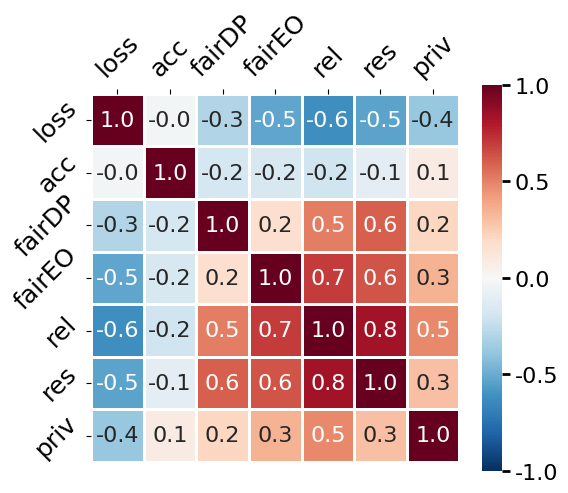 loss acc fairDP fairEO rel res priv
loss 1.0 -0.0 -0.3 -0.5 -0.6 -0.5 -0.4
acc -0.0 1.0 -0.2 -0.2 -0.2 -0.1 0.1
fairDP -0.3 -0.2 1.0 0.2 0.5 0.6 0.2
fairEO -0.5 -0.2 0.2 1.0 0.7 0.6 0.3
rel -0.6 -0.2 0.5 0.7 1.0 0.8 0.5
res -0.5 -0.1 0.6 0.6 0.8 1.0 0.3
priv -0.4 0.1 0.2 0.3 0.5 0.3 1.0
1.0
0.5
0.0
-0.5
-1.0